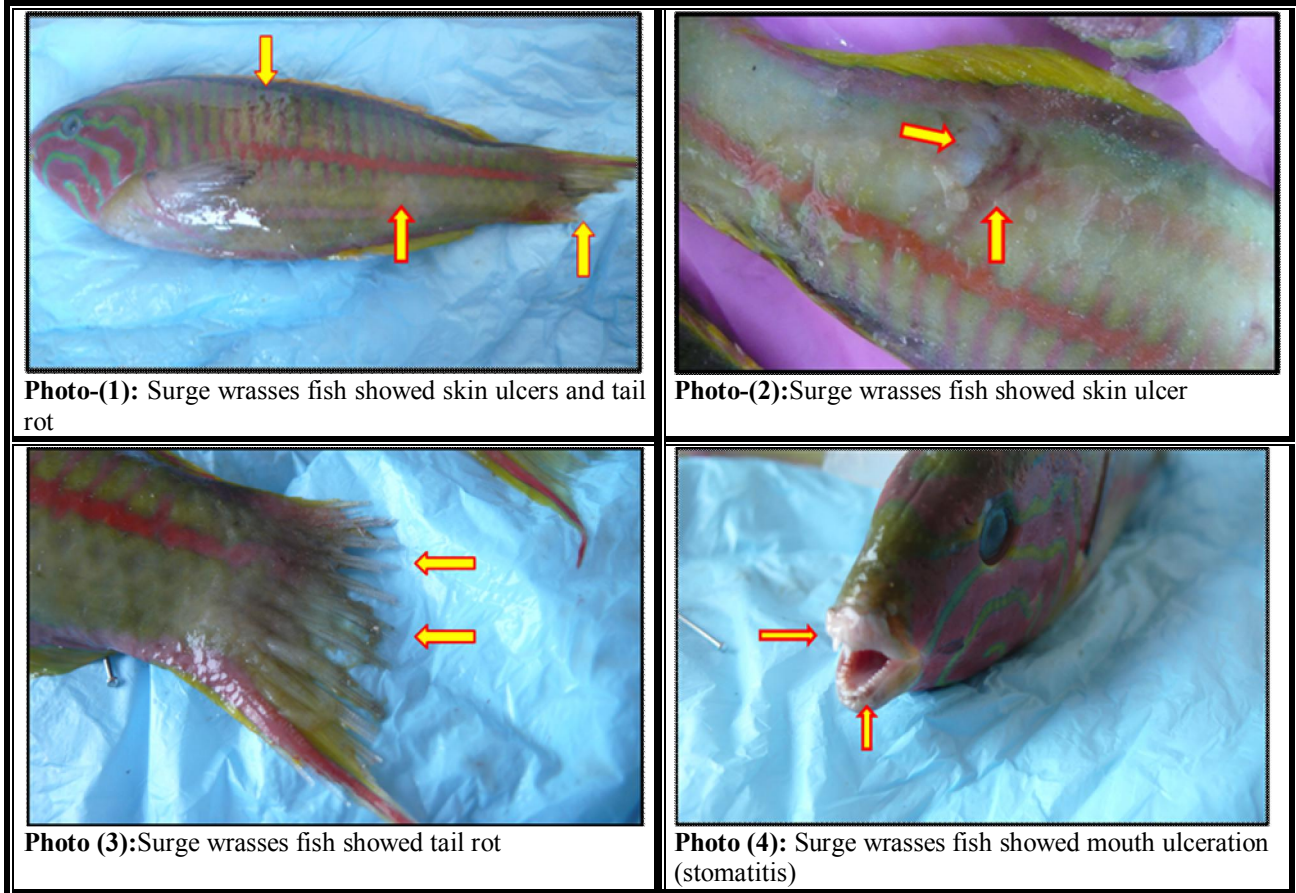 Photo-(1): Surge wrasses fish showed skin ulcers and tail
rot
Photo-(2):Surge wrasses fish showed skin ulcer
Photo (3):Surge wrasses fish showed tail rot
Photo (4): Surge wrasses fish showed mouth ulceration
(stomatitis)